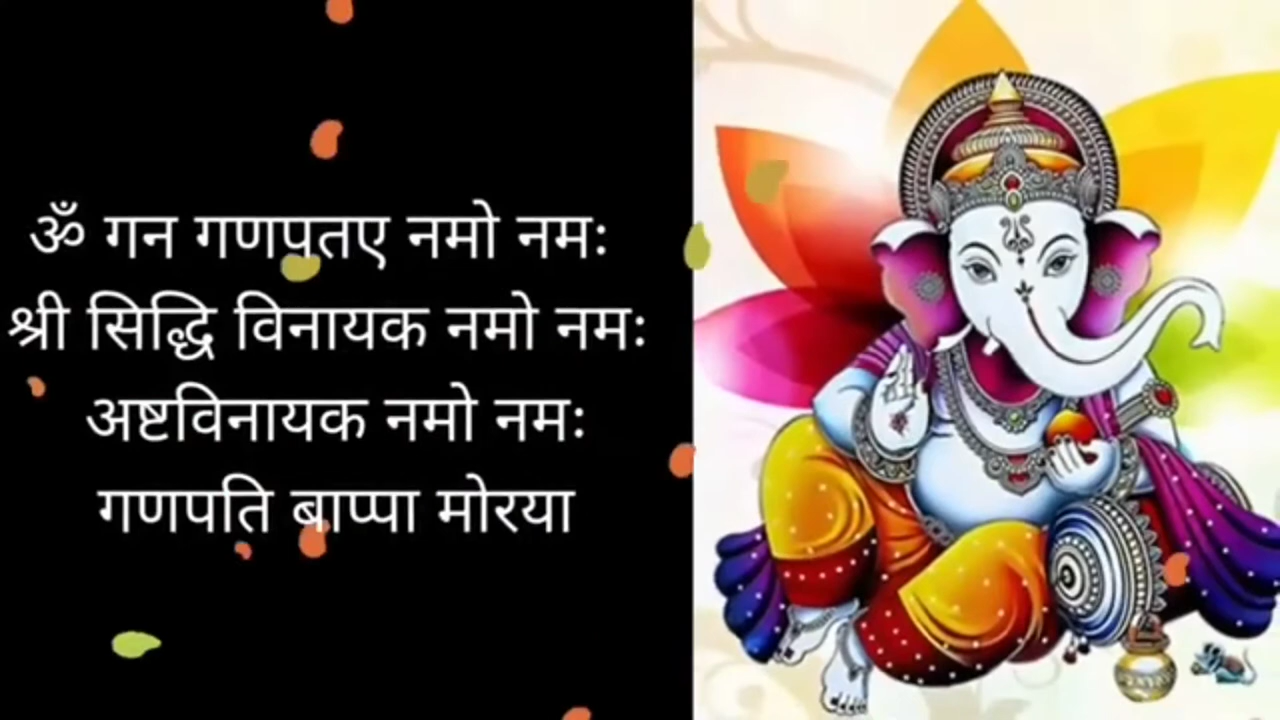 ॐ गन गणपतए नमो नमः
श्री सिद्धि विनायक नमो नमः
अष्टविनायक नमो नमः
गणपति बाप्पा मोरया